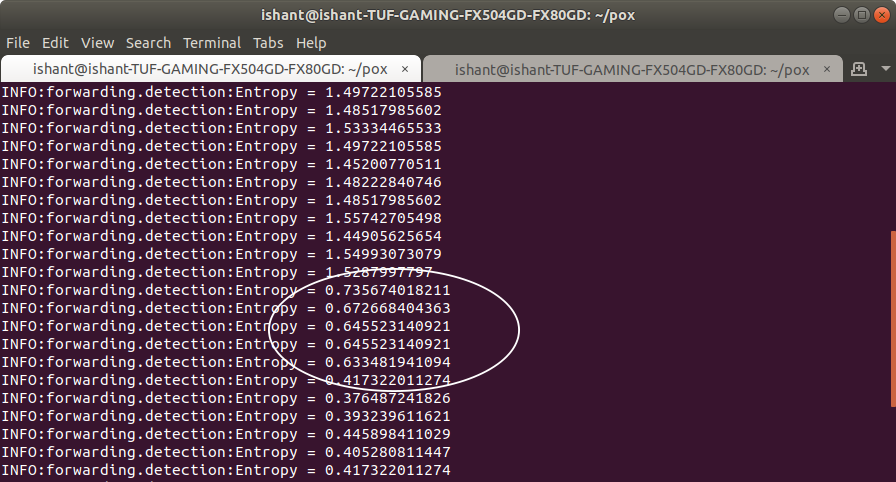 ishant@ishant-TUF-GAMING-FX504GD-FX80GD: ~/pox
File Edit View Search Terminal Tabs Help
ishant@ishant-TUF-GAMING-FX504GD-FX80GD: ~/pox × ishant@ishant-TUF-GAMING-FX504GD-FX80GD: ~/pox ×
INFO:forwarding.detection:Entropy = 1.49722105585
INFO:forwarding.detection:Entropy = 1.48517985602
INFO:forwarding.detection:Entropy = 1.53334465533
INFO:forwarding.detection:Entropy = 1.49722105585
INFO:forwarding.detection:Entropy = 1.45200770511
INFO:forwarding.detection:Entropy = 1.48222840746
INFO:forwarding.detection:Entropy = 1.48517985602
INFO:forwarding.detection:Entropy = 1.55742705498
INFO:forwarding.detection:Entropy = 1.44905625654
INFO:forwarding.detection:Entropy = 1.54993073079
INFO:forwarding.detection:Entropy = 1.5287997797
INFO:forwarding.detection:Entropy = 0.735674018211
INFO:forwarding.detection:Entropy = 0.672668404363
INFO:forwarding.detection:Entropy = 0.645523140921
INFO:forwarding.detection:Entropy = 0.645523140921
INFO:forwarding.detection:Entropy = 0.633481941094
INFO:forwarding.detection:Entropy = 0.417322011274
INFO:forwarding.detection:Entropy = 0.376487241826
INFO:forwarding.detection:Entropy = 0.393239611621
INFO:forwarding.detection:Entropy = 0.445898411029
INFO:forwarding.detection:Entropy = 0.405280811447
INFO:forwarding.detection:Entropy = 0.417322011274